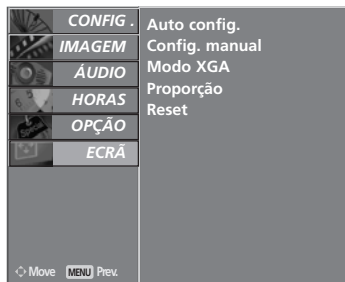 CONFIG .
IMAGEM
ÁUDIO
HORAS
OPÇÃO
ECRÃ
Auto config.
Config. manual
Modo XGA
Proporção
Reset
Move MENU Prev.